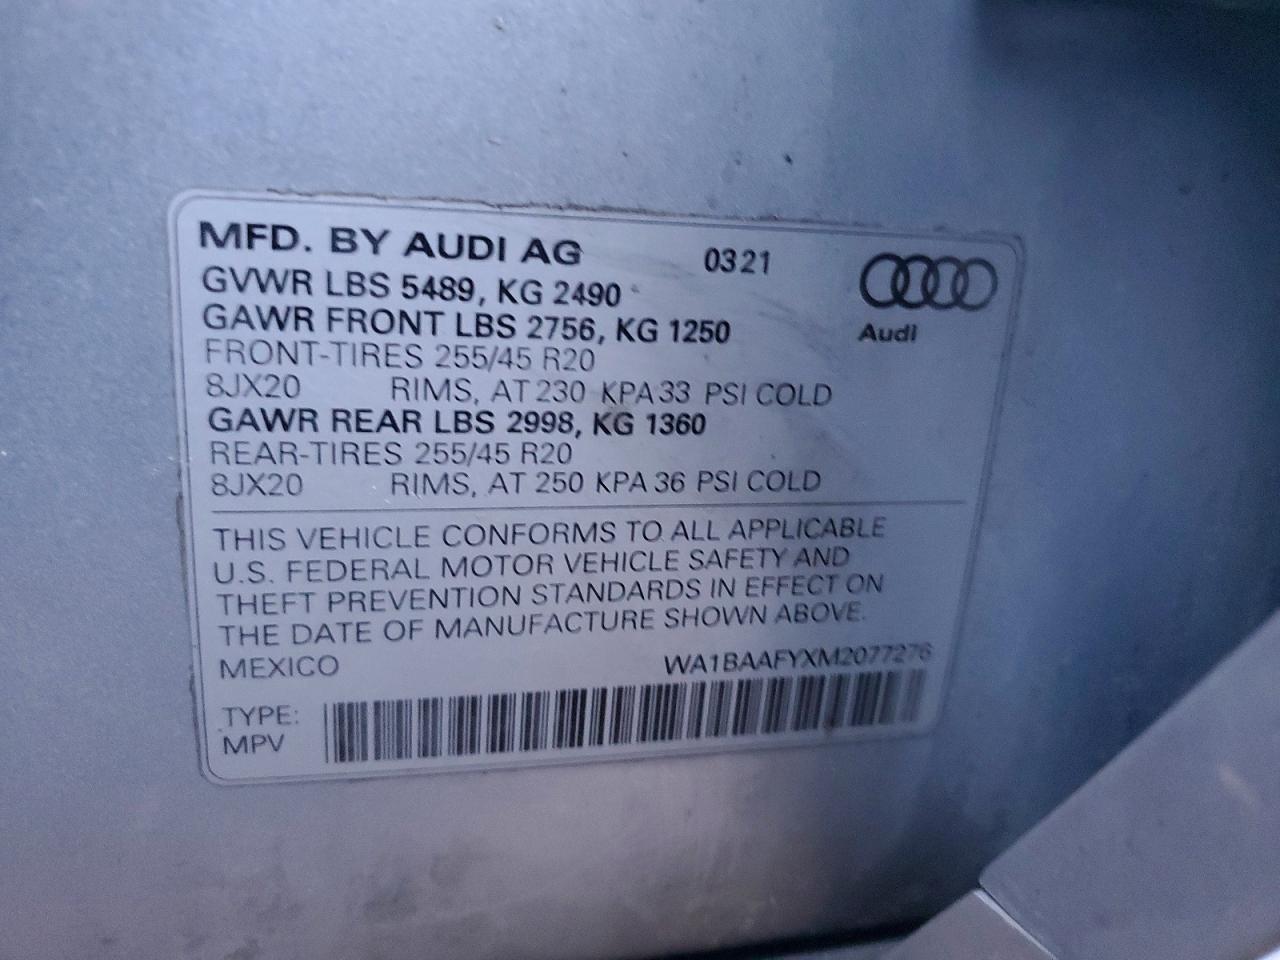 MFD. BY AUDI AG 0321
GVWR LBS 5489, KG 2490
GAWR FRONT LBS 2756, KG 1250
Audi
FRONT-TIRES 255/45 R20
8JX20 RIMS, AT 230 KPA 33 PSI COLD
GAWR REAR LBS 2998, KG 1360
REAR-TIRES 255/45 R20
8JX20 RIMS, AT 250 KPA 36 PSI COLD
THIS VEHICLE CONFORMS TO ALL APPLICABLE
U.S. FEDERAL MOTOR VEHICLE SAFETY AND
THEFT PREVENTION STANDARDS IN EFFECT ON
THE DATE OF MANUFACTURE SHOWN ABOVE.
MEXICO WA1BAAFYXM2077276
TYPE:
MPV